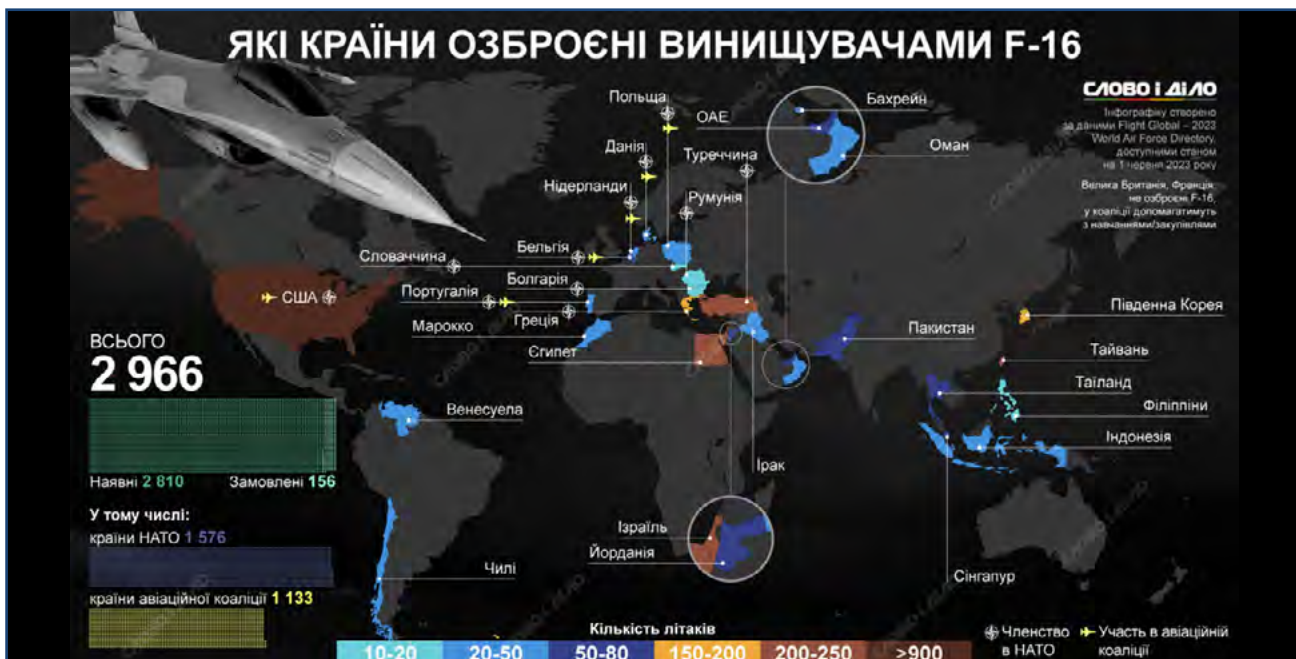 ЯКІ КРАЇНИ ОЗБРОЄНІ ВИНИЩУВАЧАМИ F-16
СЛОВО і ДІЛО
Інфографіку створено
за даними Flight Global – 2023
World Air Force Directory,
доступними станом
на 1 червня 2023 року
Велика Британія, Франція
не озброєні F-16,
у коаліції допомагатимуть
з навчаннями/закупівлями
Польща
ОАЕ
Бахрейн
Данія
Туреччина
Оман
Нідерланди
Румунія
Бельгія
Словаччина
Болгарія
США
Португалія
Греція
Марокко
Єгипет
Пакистан
Південна Корея
Тайвань
Таїланд
Філіппіни
Індонезія
Венесуела
Ірак
Ізраїль
Йорданія
Чилі
Сінгапур
ВСЬОГО
2 966
Наявні 2 810 Замовлені 156
У тому числі:
країни НАТО 1 576
країни авіаційної коаліції 1 133
Кількість літаків
10-20 20-50 50-80 150-200 200-250 >900
Членство
в НАТО
Участь в авіаційній
коаліції